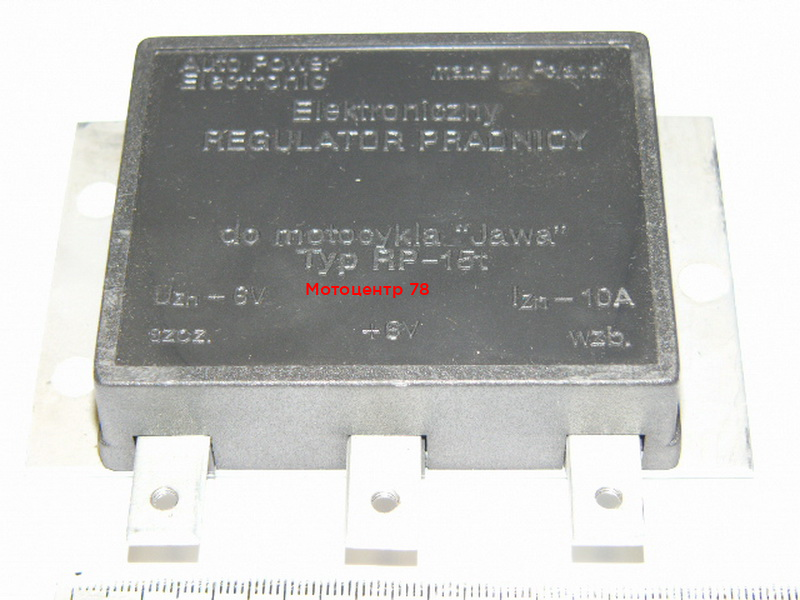 Auto Power made in Poland
Electronic
Elektroniczny
REGULATOR PRADNICY
do motocykla "Jawa"
Typ RP-15t
Uzn - 6V Мотоцентр 78 Izn - 10A
szcz. +6V wzb.